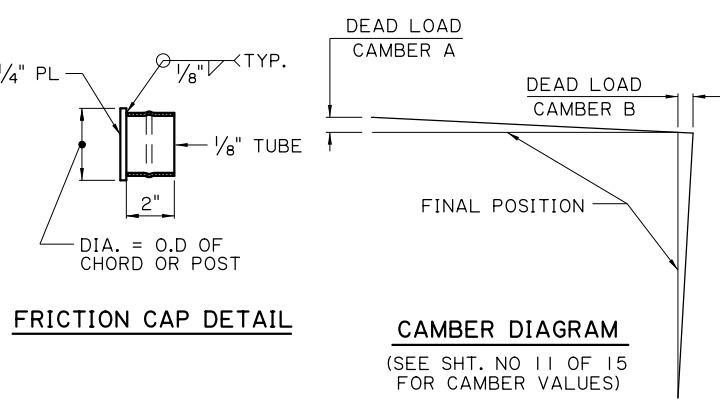 1/4" PL
1/8"
TYP.
1/8" TUBE
2"
DIA. = O.D OF
CHORD OR POST
FRICTION CAP DETAIL
DEAD LOAD
CAMBER A
DEAD LOAD
CAMBER B
FINAL POSITION
CAMBER DIAGRAM
(SEE SHT. NO 11 OF 15
FOR CAMBER VALUES)